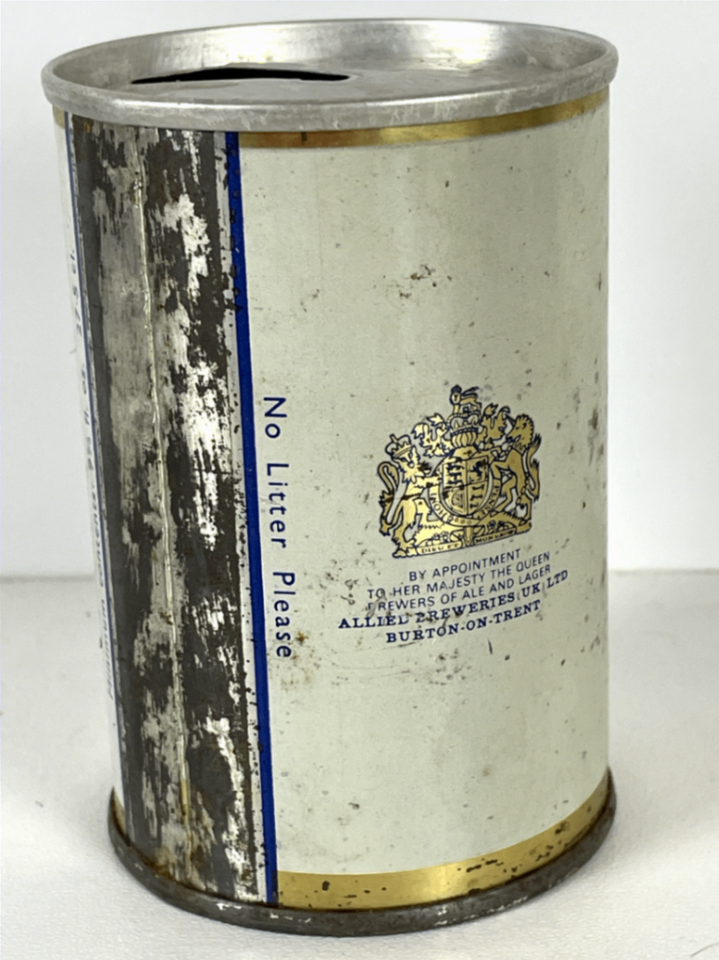 No Litter Please
BY APPOINTMENT
TO HER MAJESTY THE QUEEN
BREWERS OF ALE AND LAGER
ALLIED BREWERIES (UK) LTD
BURTON-ON-TRENT